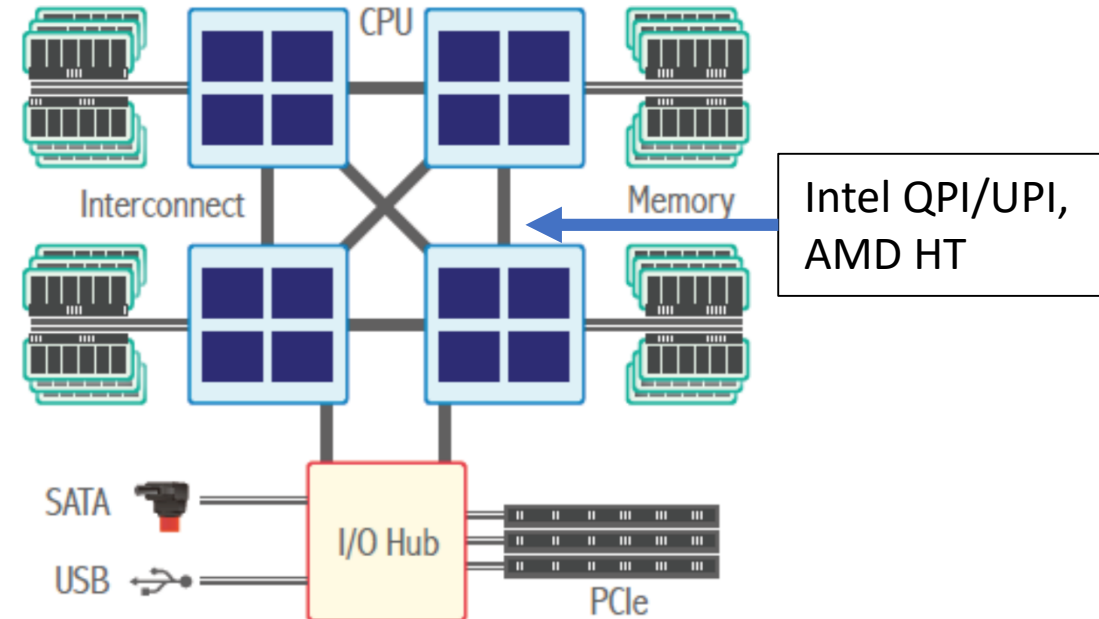 CPU
Interconnect
Memory
Intel QPI/UPI,
AMD HT
SATA
I/O Hub
USB
PCIe